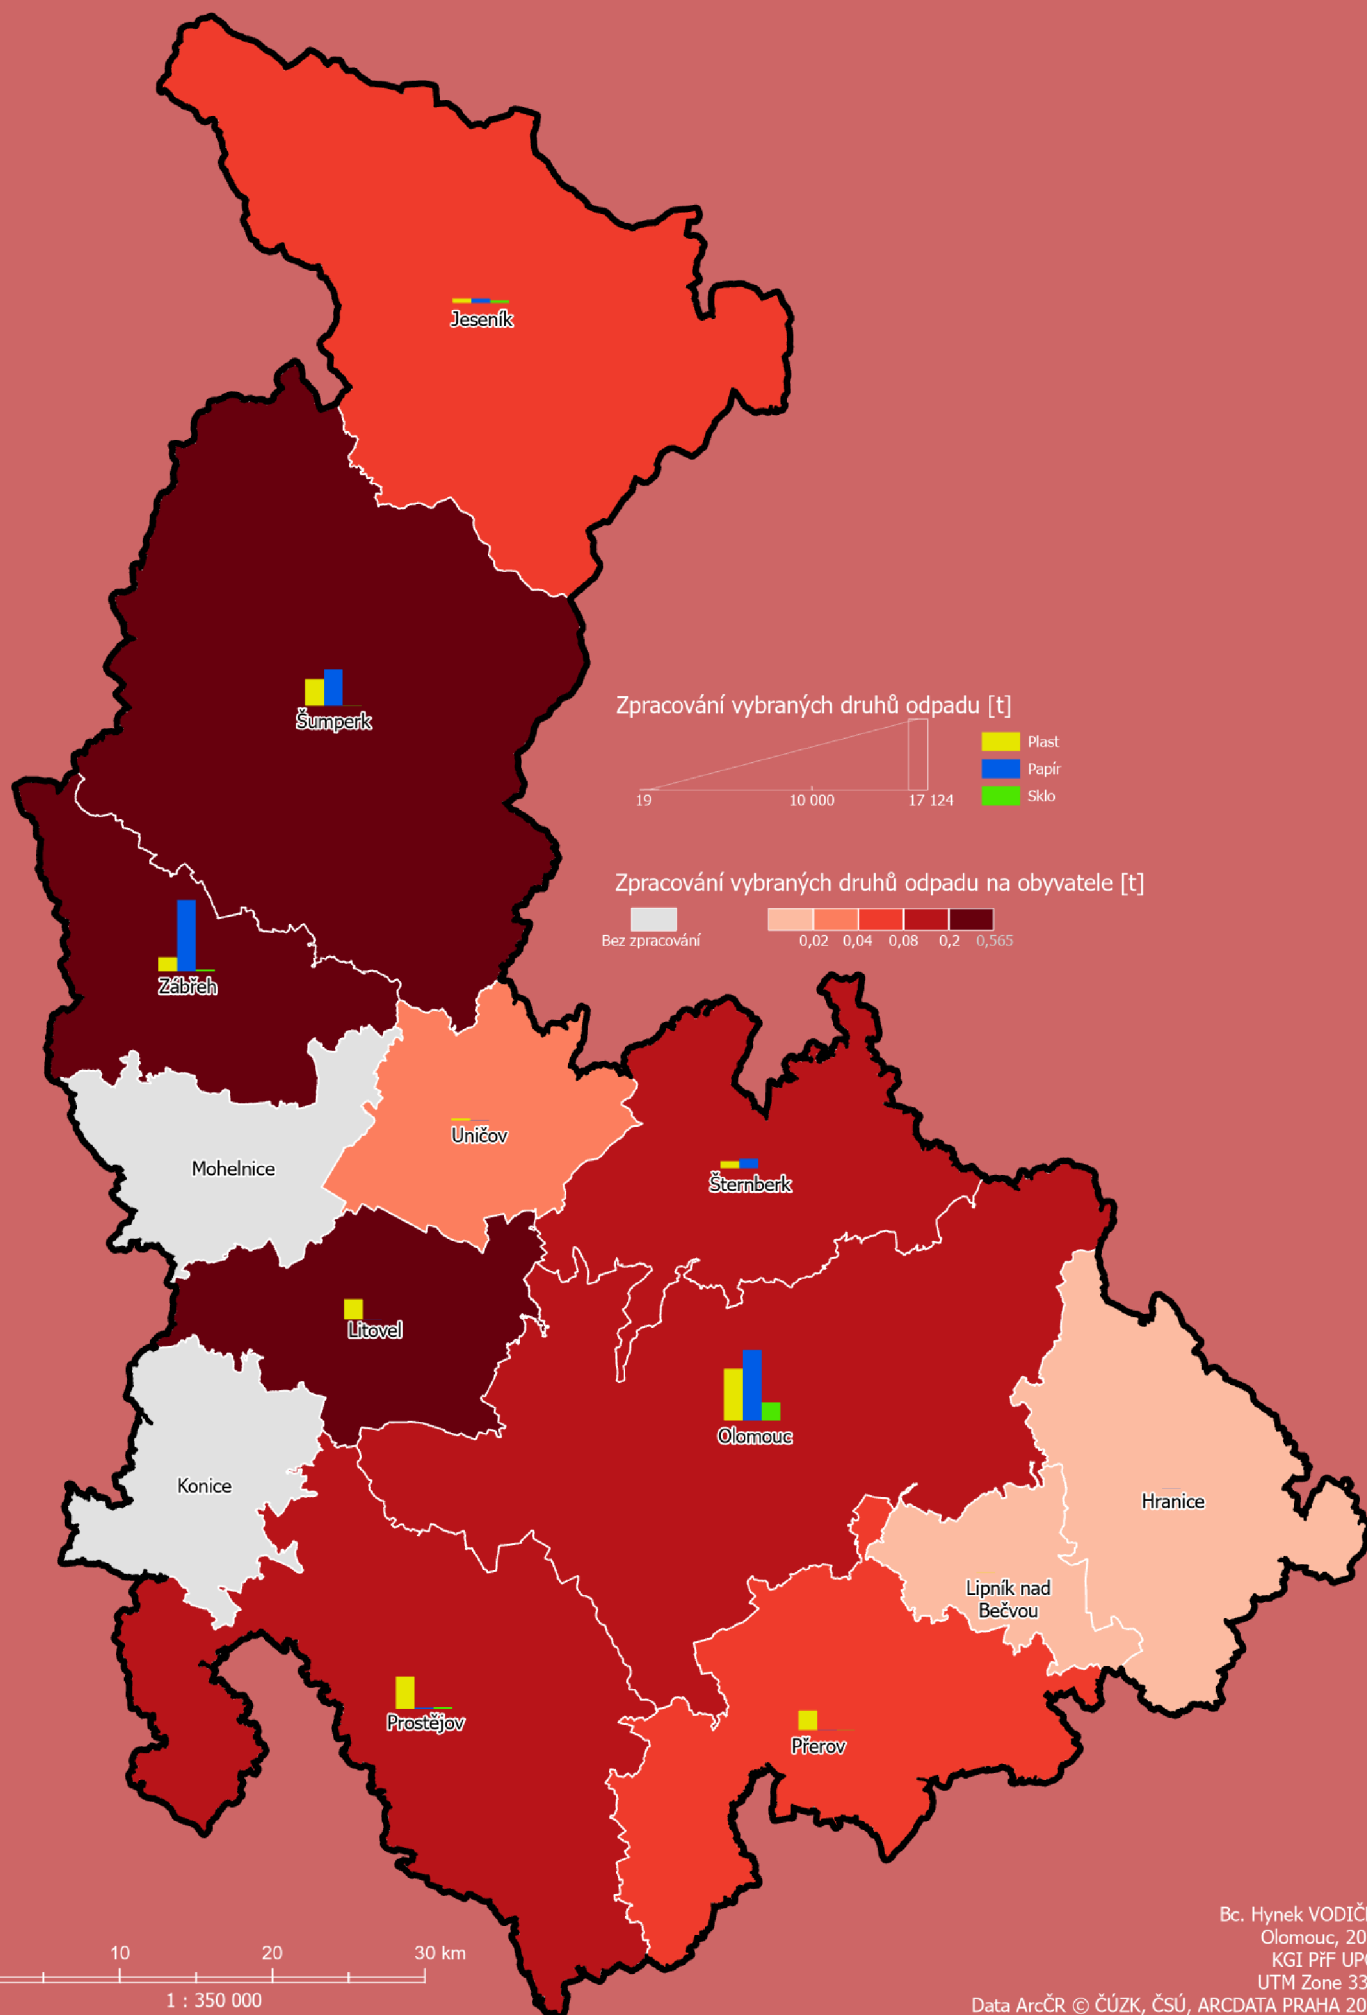 Jeseník
Šumperk
Zpracování vybraných druhů odpadu [t]
19
10 000
17 124
Plast
Papír
Sklo
Zpracování vybraných druhů odpadu na obyvatele [t]
Bez zpracování
0,02
0,04
0,08
0,2
0,565
Zábřeh
Uničov
Mohelnice
Šternberk
Litovel
Olomouc
Konice
Hranice
Lipník nad
Bečvou
Prostějov
Přerov
10
20
30 km
1 : 350 000
Bc. Hynek
Olomouc,
KGI PřF
UTM Zone
Data ArcČR © ČÚZK, ČSÚ, ARCDATA PRAHA